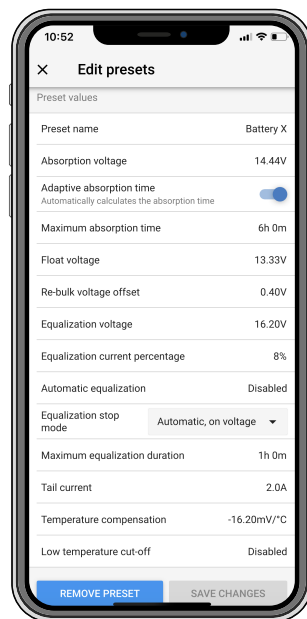 10:52
× Edit presets
Preset values
Preset name Battery X
Absorption voltage 14.44V
Adaptive absorption time
Automatically calculates the absorption time
Maximum absorption time 6h 0m
Float voltage 13.33V
Re-bulk voltage offset 0.40V
Equalization voltage 16.20V
Equalization current percentage 8%
Automatic equalization Disabled
Equalization stop
mode Automatic, on voltage
Maximum equalization duration 1h 0m
Tail current 2.0A
Temperature compensation -16.20mV/°C
Low temperature cut-off Disabled
REMOVE PRESET SAVE CHANGES